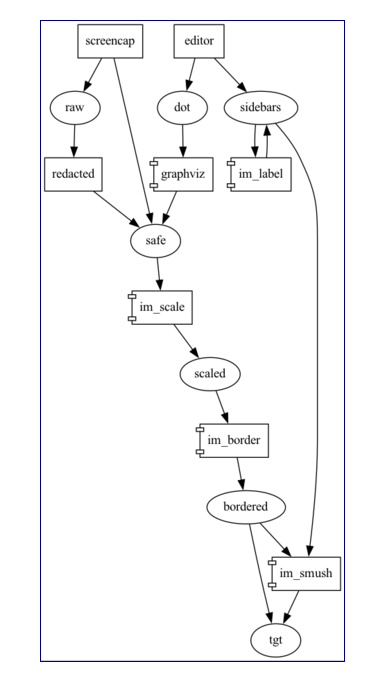 screencap
editor
raw
dot
sidebars
redacted
graphviz
im_label
safe
im_scale
scaled
im_border
bordered
im_smush
tgt